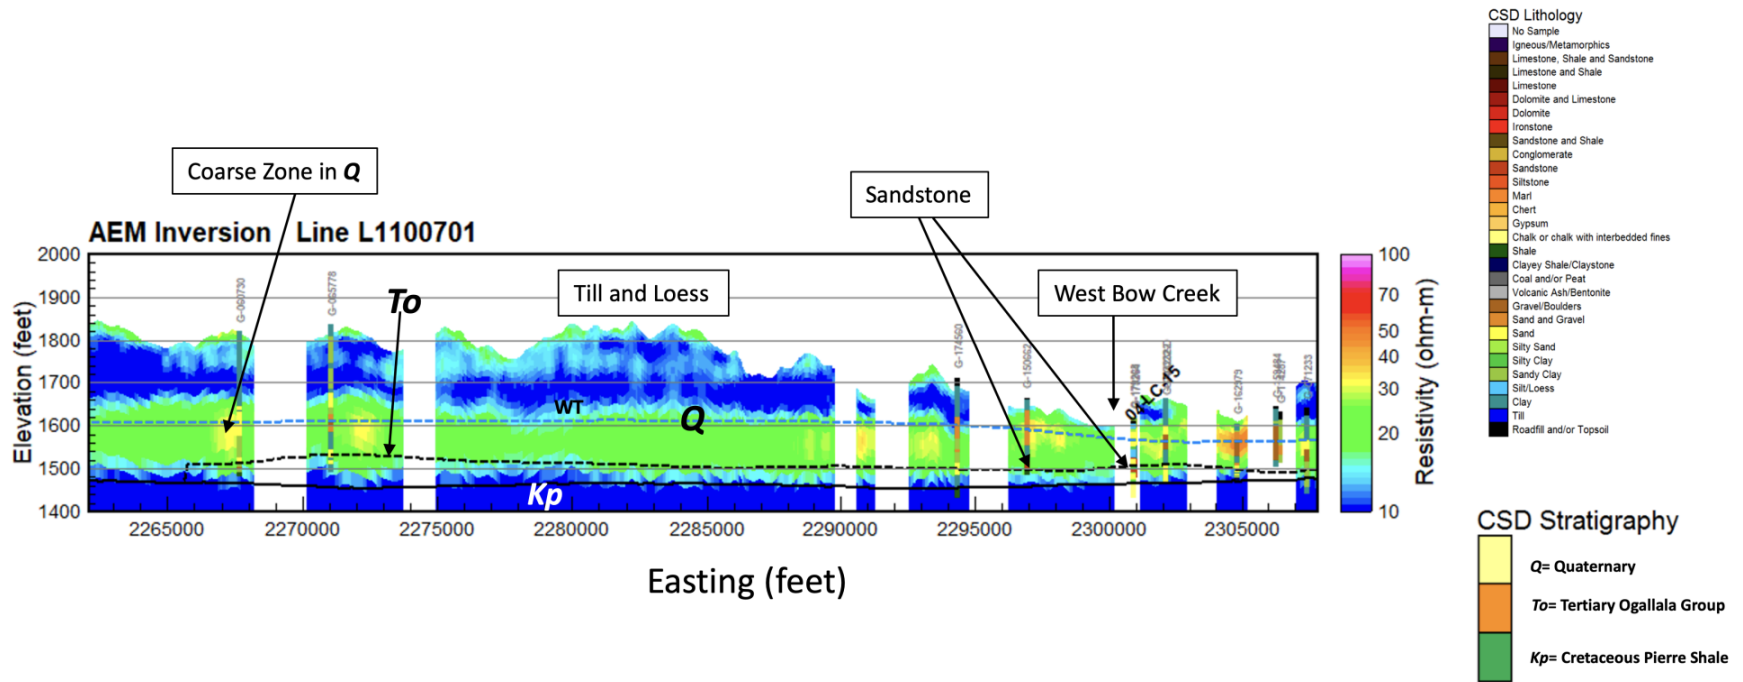 Coarse Zone in Q
AEM Inversion Line L1100701
Till and Loess
Sandstone
West Bow Creek
To
WT
Q
Kp
G-060730
G-065778
G-174560
G-150662
G-162979
LC-15
2000
1900
1800
1700
1600
1500
1400
Elevation (feet)
2265000
2270000
2275000
2280000
2285000
2290000
2295000
2300000
2305000
Easting (feet)
100
70
50
40
30
20
10
Resistivity (ohm-m)
CSD Lithology
No Sample
Igneous/Metamorphics
Limestone, Shale and Sandstone
Limestone and Shale
Limestone
Dolomite and Limestone
Dolomite
Ironstone
Sandstone and Shale
Conglomerate
Sandstone
Siltstone
Marl
Chert
Gypsum
Chalk or chalk with interbedded fines
Shale
Clayey Shale/Claystone
Coal and/or Peat
Volcanic Ash/Bentonite
Gravel/Boulders
Sand and Gravel
Sand
Silty Sand
Silty Clay
Sandy Clay
Silt/Loess
Clay
Till
Roadfill and/or Topsoil
CSD Stratigraphy
Q= Quaternary
To= Tertiary Ogallala Group
Kp= Cretaceous Pierre Shale